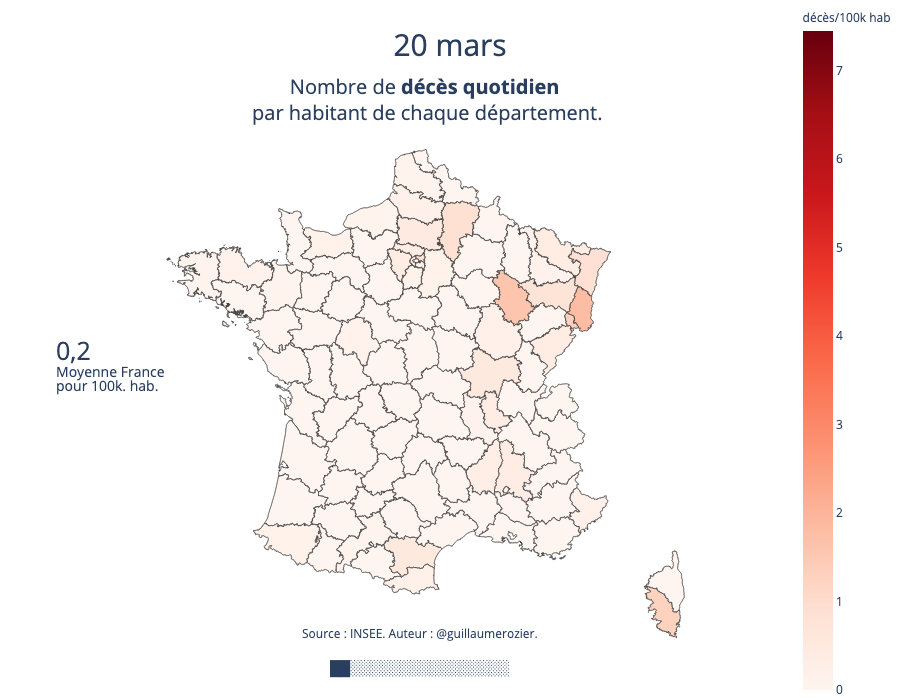 décès/100k hab
20 mars
Nombre de décès quotidien
par habitant de chaque département.
7
6
5
4
3
2
1
0
0,2
Moyenne France
pour 100k. hab.
Source : INSEE. Auteur : @guillaumerozier.